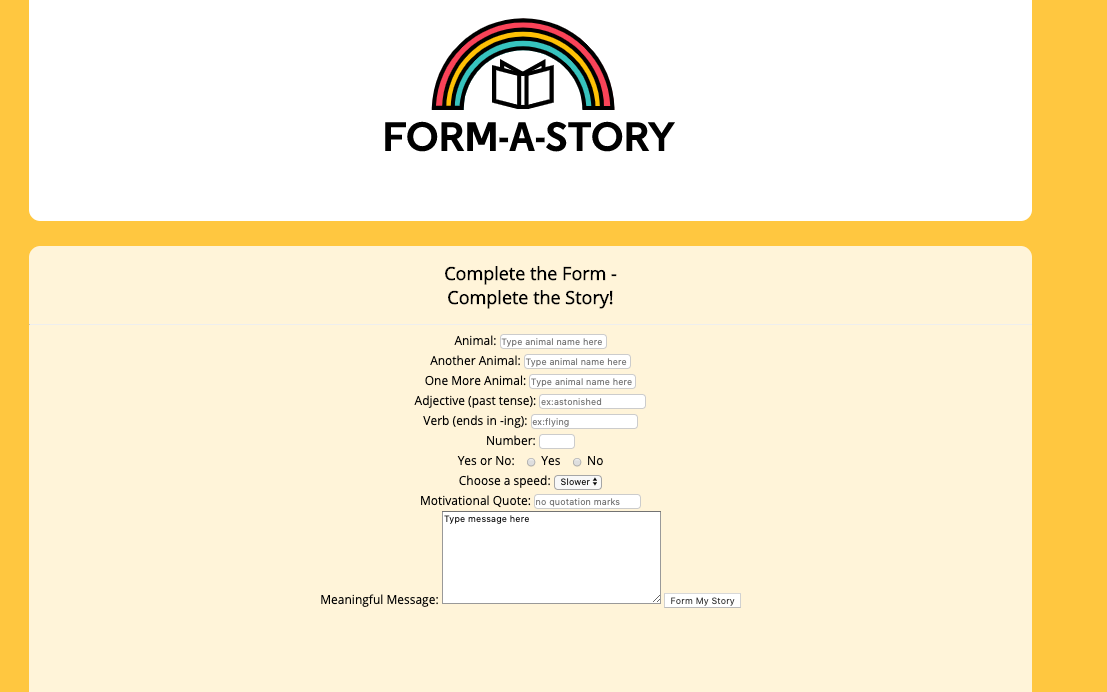 FORM-A-STORY
Complete the Form -
Complete the Story!
Animal: Type animal name here
Another Animal: Type animal name here
One More Animal: Type animal name here
Adjective (past tense): ex:astonished
Verb (ends in -ing): ex:flying
Number:
Yes or No: Yes No
Choose a speed: Slower
Motivational Quote: no quotation marks
Type message here
Meaningful Message: Form My Story